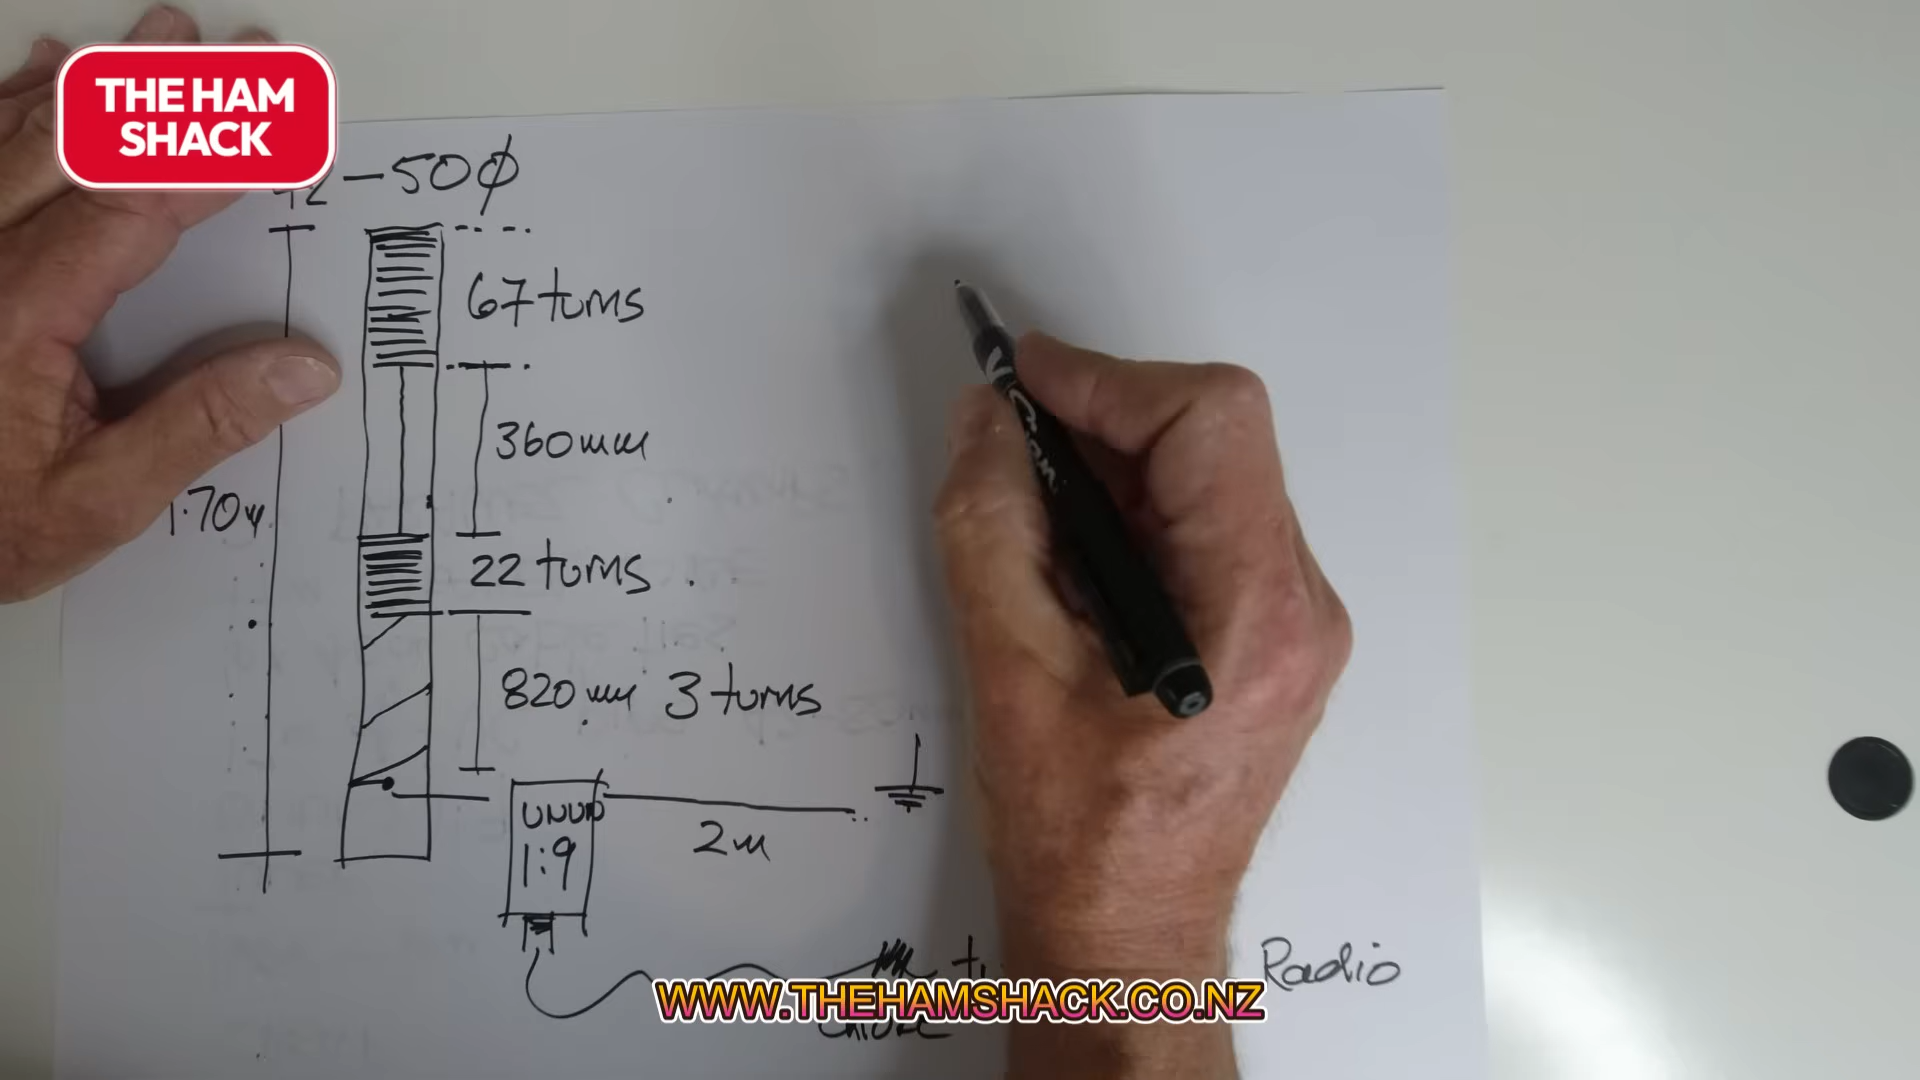 THE HAM
SHACK
42-50ø
67 turns
360mm
1.70m
22 turns
820mm 3 turns
UNUN
1:9
2m
Radio
WWW.THEHAMSHACK.CO.NZ